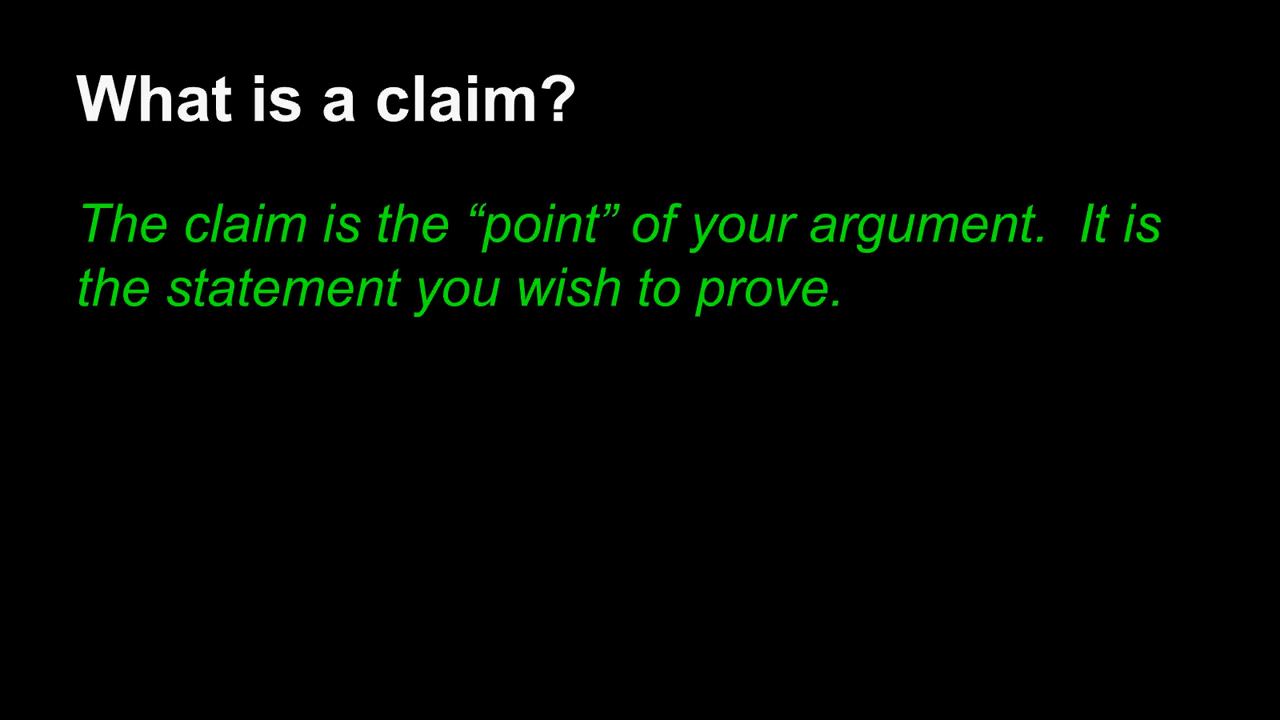 What is a claim?
The claim is the “point” of your argument.  It is
the statement you wish to prove.